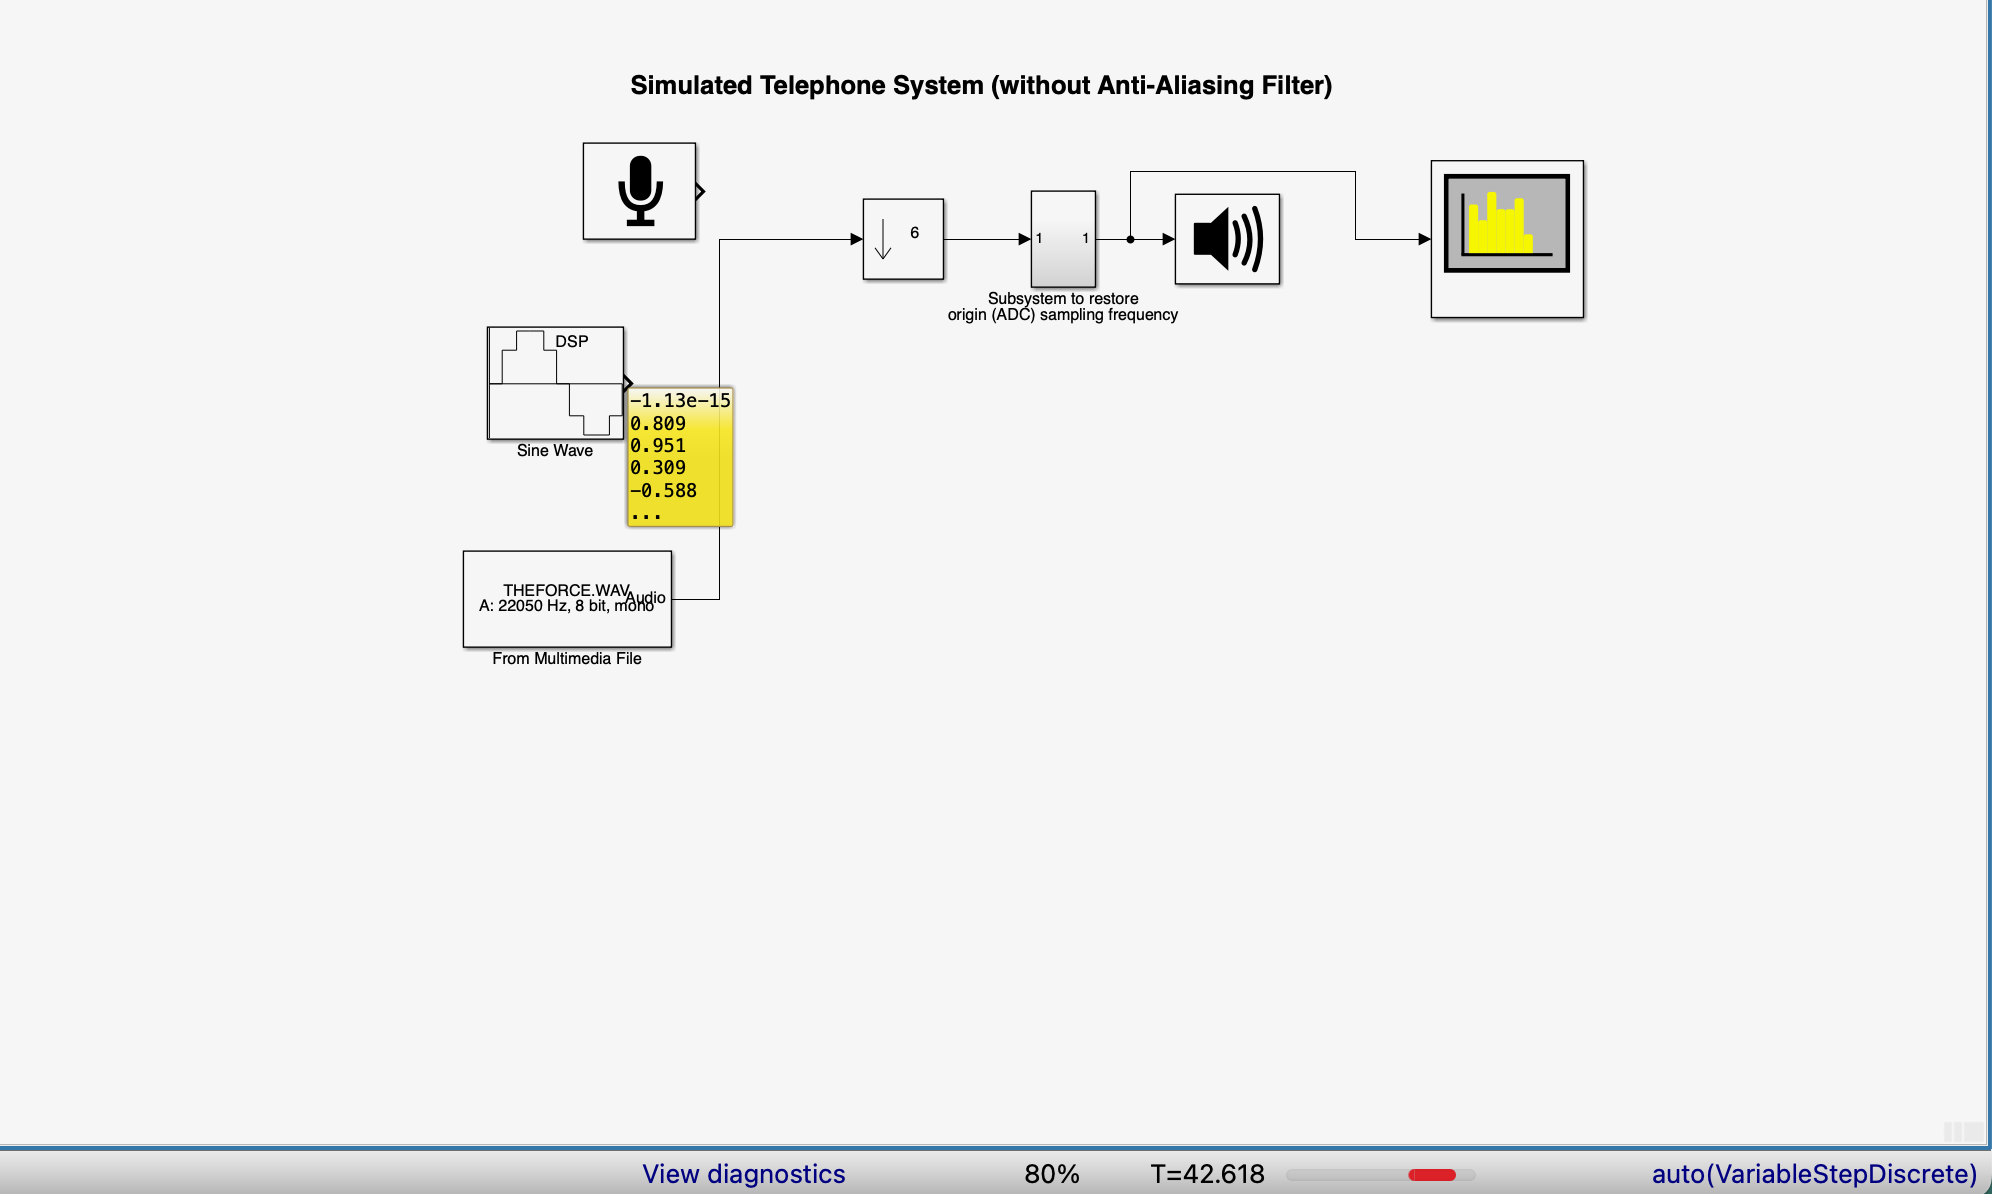 Simulated Telephone System (without Anti-Aliasing Filter)
6
1 1
Subsystem to restore
origin (ADC) sampling frequency
DSP
Sine Wave
-1.13e-15
0.809
0.951
0.309
-0.588
...
THEFORCE.WAV
Audio
A: 22050 Hz, 8 bit, mono
From Multimedia File
View diagnostics 80% T=42.618 auto(VariableStepDiscrete)